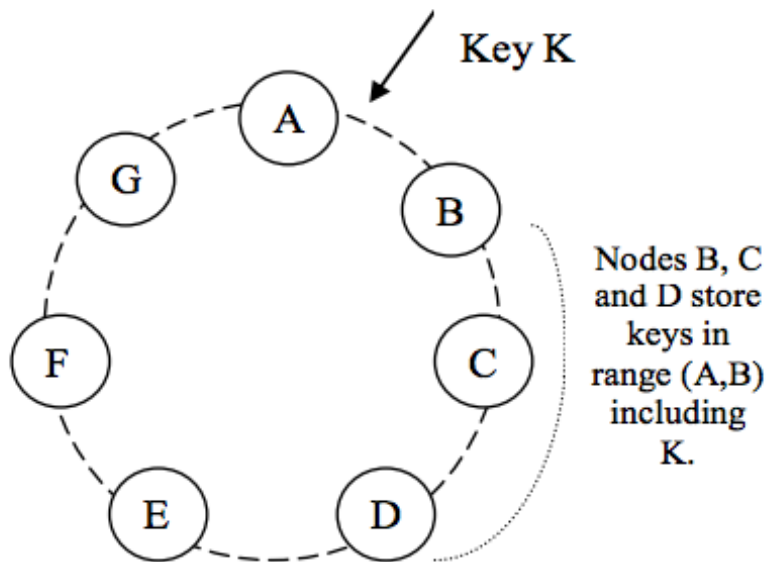 Key K
A
G
B
Nodes B, C
and D store
keys in
range (A,B)
including
K.
F
C
E
D